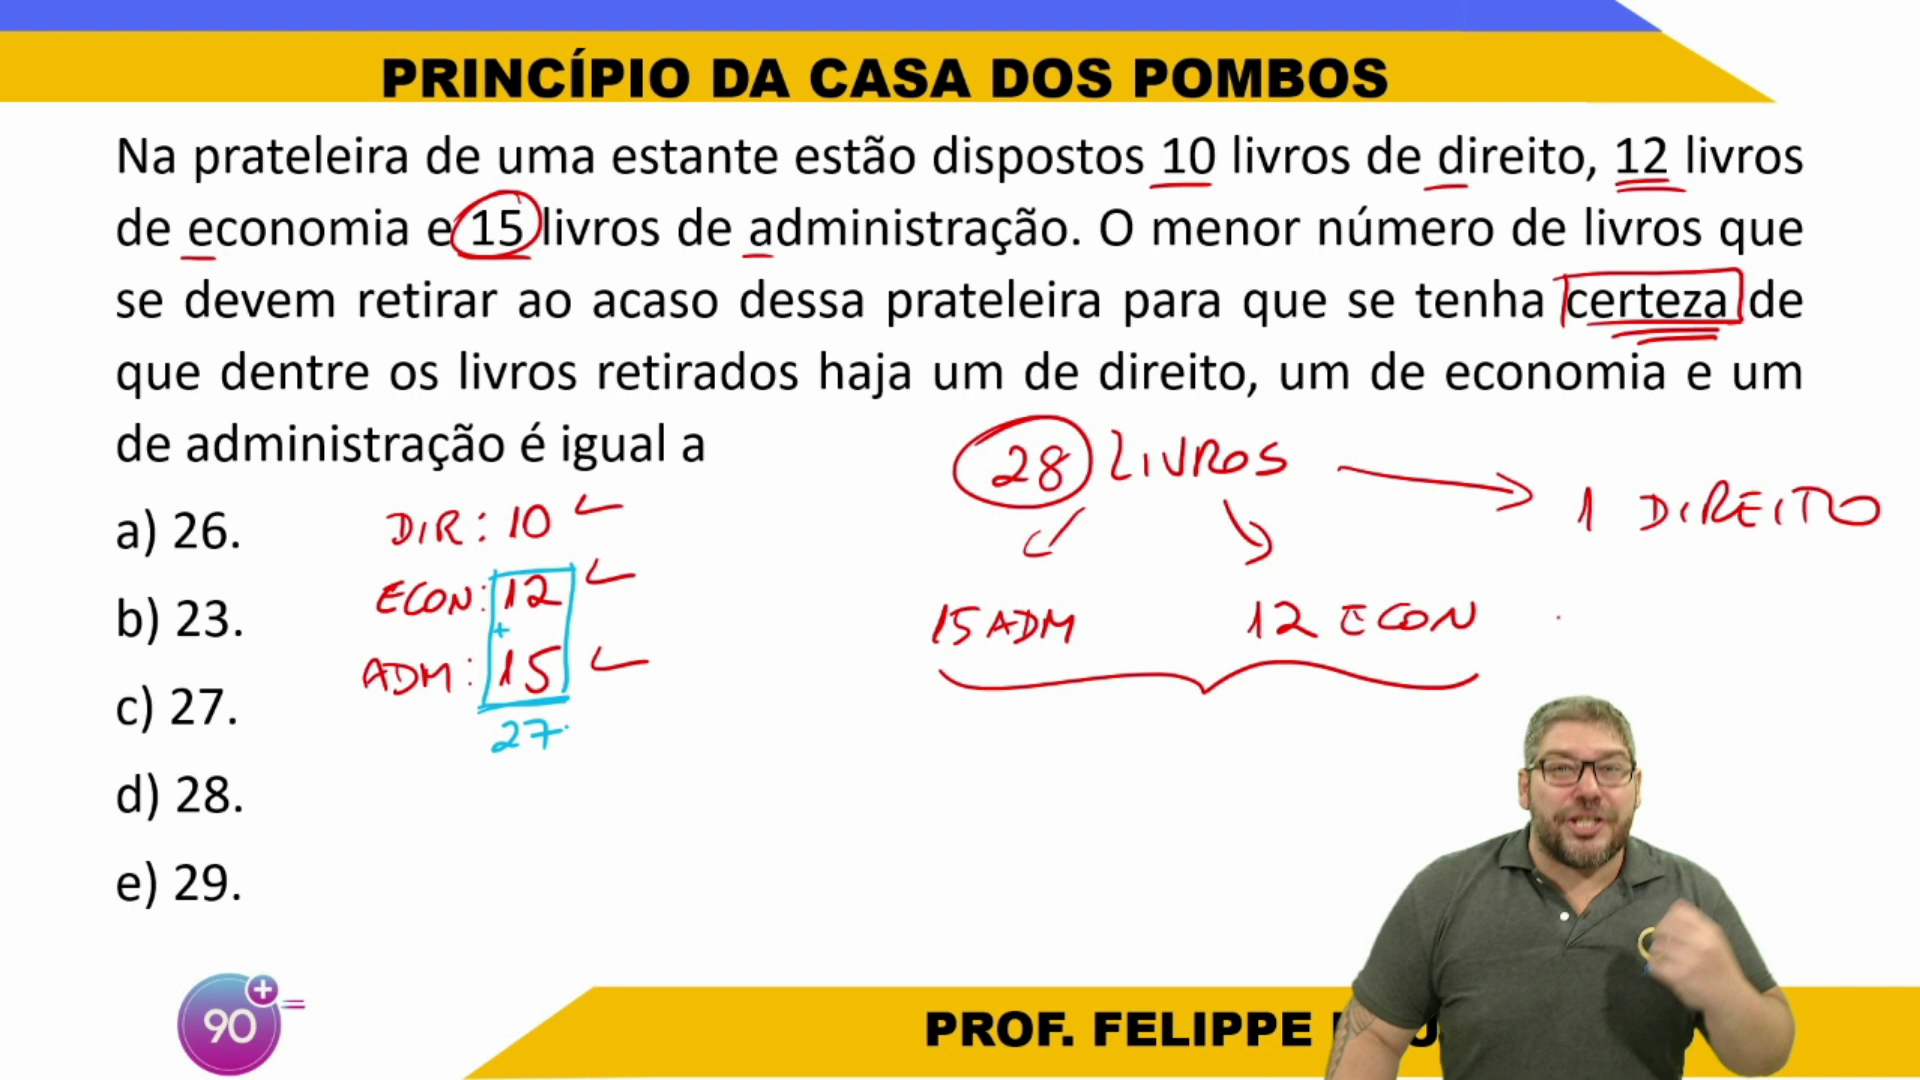 PRINCÍPIO DA CASA DOS POMBOS
Na prateleira de uma estante estão dispostos 10 livros de direito, 12 livros
de economia e 15 livros de administração. O menor número de livros que
se devem retirar ao acaso dessa prateleira para que se tenha certeza de
que dentre os livros retirados haja um de direito, um de economia e um
de administração é igual a
28 LIVROS
1 DIREITO
a) 26.
DIR: 10
ECON: 12
+
b) 23.
15 ADM 12 ECON
ADM: 15
c) 27.
27
d) 28.
e) 29.
90
+
=
PROF. FELIPPE